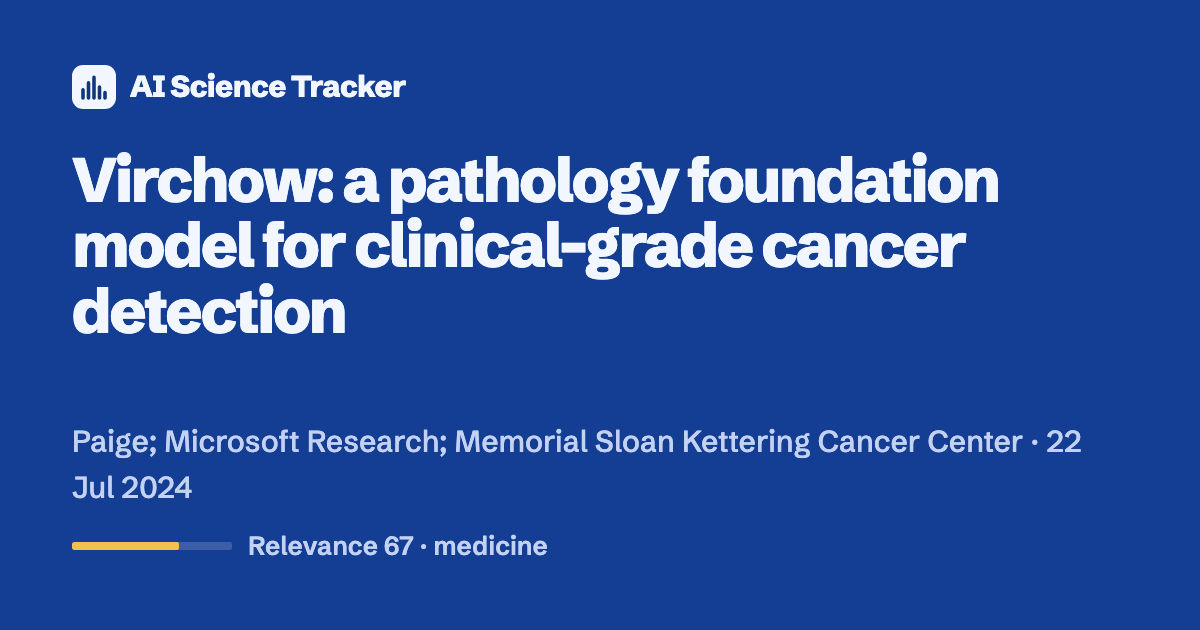 AI Science Tracker
Virchow: a pathology foundation
model for clinical-grade cancer
detection
Paige; Microsoft Research; Memorial Sloan Kettering Cancer Center · 22
Jul 2024
Relevance 67 · medicine